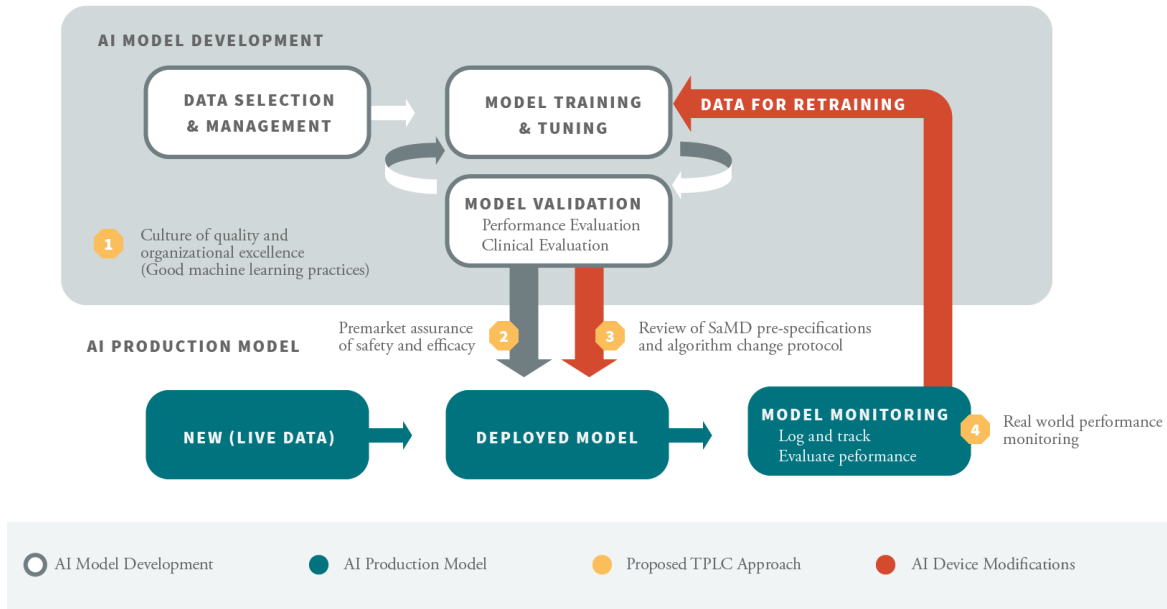 AI MODEL DEVELOPMENT
DATA SELECTION
& MANAGEMENT
MODEL TRAINING
& TUNING
DATA FOR RETRAINING
MODEL VALIDATION
Performance Evaluation
Clinical Evaluation
1
Culture of quality and
organizational excellence
(Good machine learning practices)
Premarket assurance
of safety and efficacy
2
3
Review of SaMD pre-specifications
and algorithm change protocol
AI PRODUCTION MODEL
NEW (LIVE DATA)
DEPLOYED MODEL
MODEL MONITORING
Log and track
Evaluate peformance
4
Real world performance
monitoring
AI Model Development
AI Production Model
Proposed TPLC Approach
AI Device Modifications